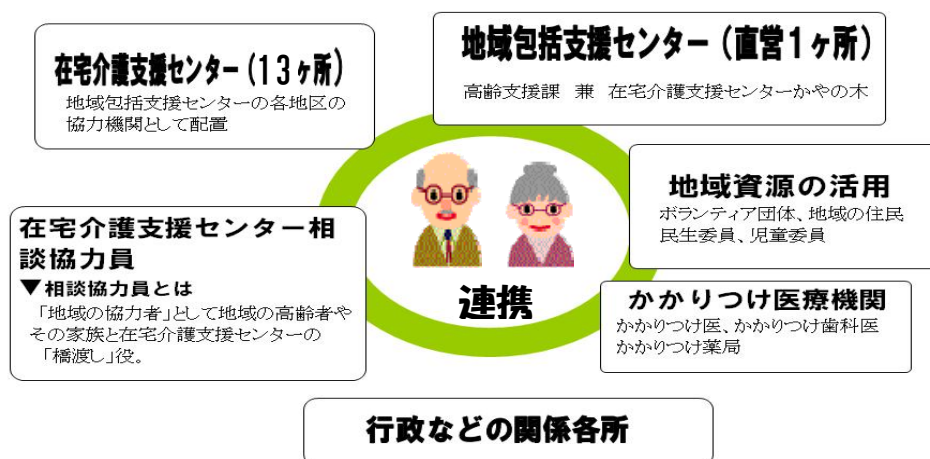 在宅介護支援センター（１３ヶ所）
地域包括支援センターの各地区の
協力機関として配置
地域包括支援センター（直営１ヶ所）
高齢支援課　兼　在宅介護支援センターかやの木
地域資源の活用
ボランティア団体、地域の住民
民生委員、児童委員
在宅介護支援センター相
談協力員
▼相談協力員とは
「地域の協力者」として地域の高齢者や
その家族と在宅介護支援センターの
「橋渡し」役。
連携
かかりつけ医療機関
かかりつけ医、かかりつけ歯科医
かかりつけ薬局
行政などの関係各所